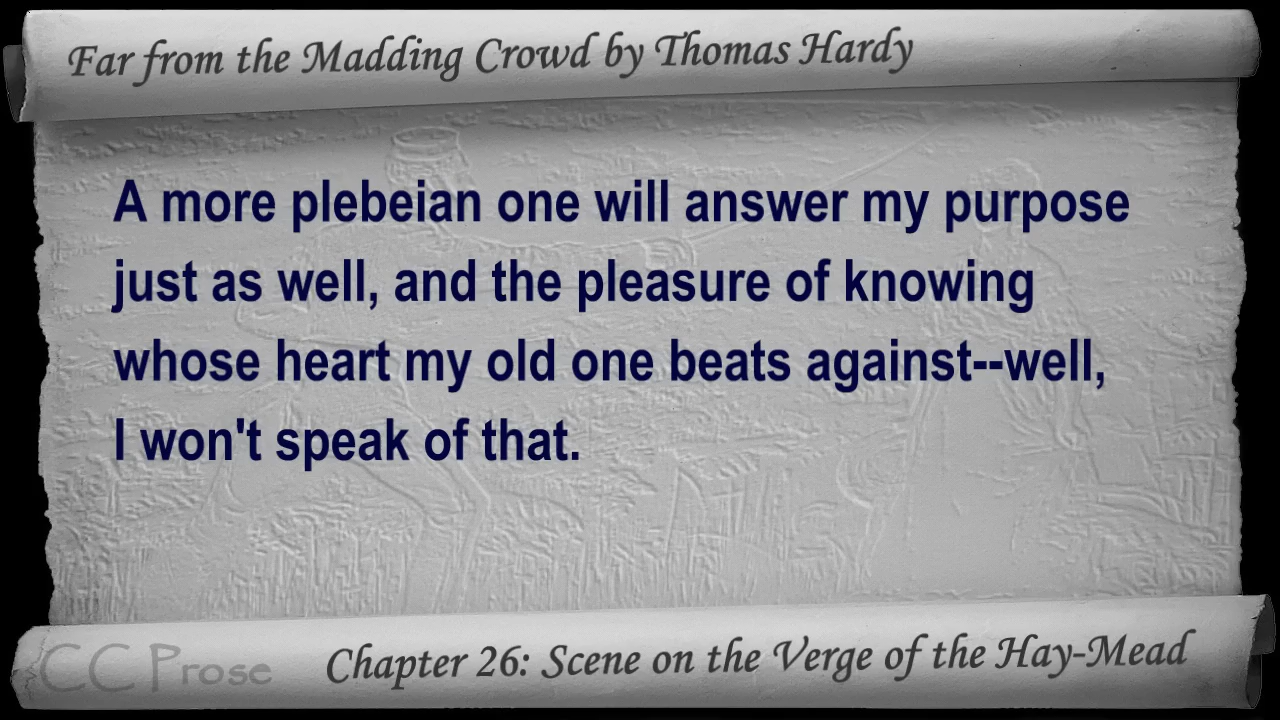 Far from the Madding Crowd by Thomas Hardy
A more plebeian one will answer my purpose
just as well, and the pleasure of knowing
whose heart my old one beats against--well,
I won't speak of that.
CC Prose
Chapter 26: Scene on the Verge of the Hay-Mead